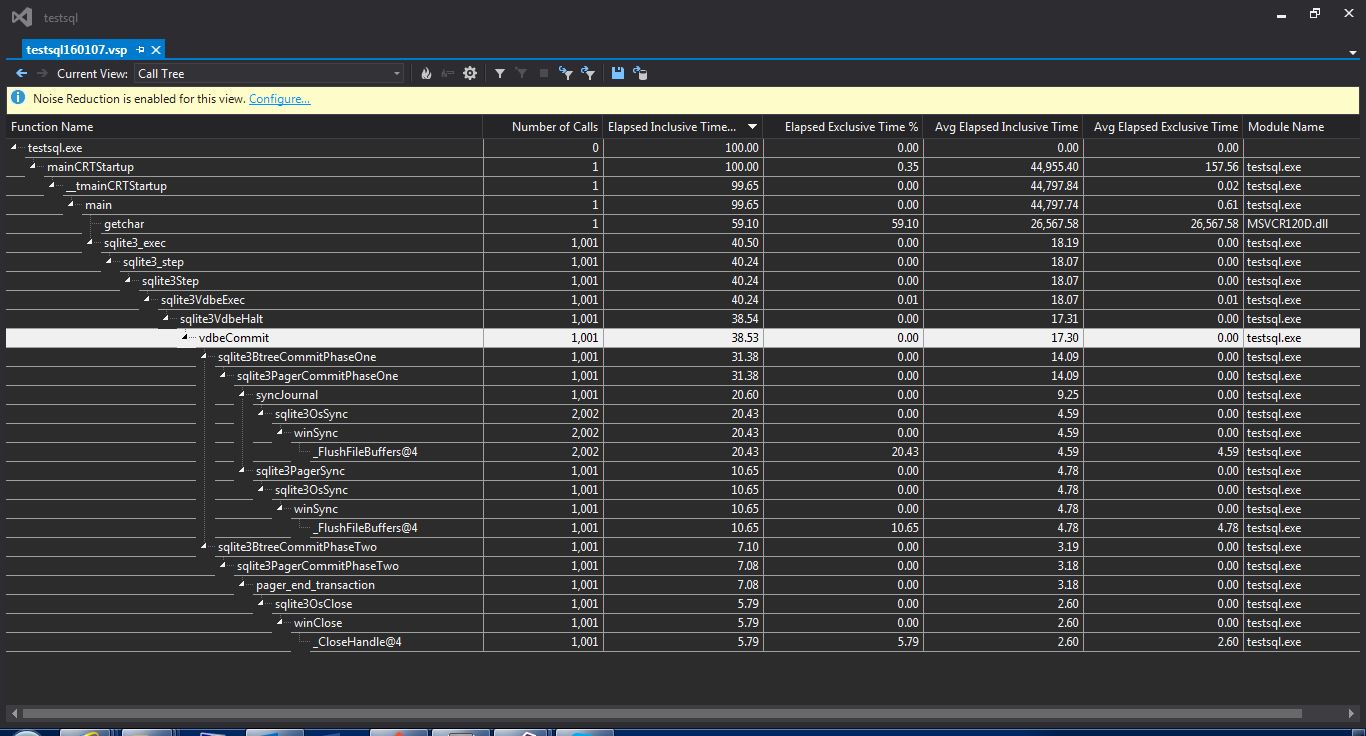 testsql
testsql160107.vsp
Current View: Call Tree
Noise Reduction is enabled for this view. Configure...
Function Name Number of Calls Elapsed Inclusive Time... Elapsed Exclusive Time % Avg Elapsed Inclusive Time Avg Elapsed Exclusive Time Module Name
testsql.exe 0 100.00 0.00 0.00 0.00
mainCRTStartup 1 100.00 0.35 44,955.40 157.56 testsql.exe
__tmainCRTStartup 1 99.65 0.00 44,797.84 0.02 testsql.exe
main 1 99.65 0.00 44,797.74 0.61 testsql.exe
getchar 1 59.10 59.10 26,567.58 26,567.58 MSVCR120D.dll
sqlite3_exec 1,001 40.50 0.00 18.19 0.00 testsql.exe
sqlite3_step 1,001 40.24 0.00 18.07 0.00 testsql.exe
sqlite3Step 1,001 40.24 0.00 18.07 0.00 testsql.exe
sqlite3VdbeExec 1,001 40.24 0.01 18.07 0.01 testsql.exe
sqlite3VdbeHalt 1,001 38.54 0.00 17.31 0.00 testsql.exe
vdbeCommit 1,001 38.53 0.00 17.30 0.00 testsql.exe
sqlite3BtreeCommitPhaseOne 1,001 31.38 0.00 14.09 0.00 testsql.exe
sqlite3PagerCommitPhaseOne 1,001 31.38 0.00 14.09 0.00 testsql.exe
syncJournal 1,001 20.60 0.00 9.25 0.00 testsql.exe
sqlite3OsSync 2,002 20.43 0.00 4.59 0.00 testsql.exe
winSync 2,002 20.43 0.00 4.59 0.00 testsql.exe
_FlushFileBuffers@4 2,002 20.43 20.43 4.59 4.59 testsql.exe
sqlite3PagerSync 1,001 10.65 0.00 4.78 0.00 testsql.exe
sqlite3OsSync 1,001 10.65 0.00 4.78 0.00 testsql.exe
winSync 1,001 10.65 0.00 4.78 0.00 testsql.exe
_FlushFileBuffers@4 1,001 10.65 10.65 4.78 4.78 testsql.exe
sqlite3BtreeCommitPhaseTwo 1,001 7.10 0.00 3.19 0.00 testsql.exe
sqlite3PagerCommitPhaseTwo 1,001 7.08 0.00 3.18 0.00 testsql.exe
pager_end_transaction 1,001 7.08 0.00 3.18 0.00 testsql.exe
sqlite3OsClose 1,001 5.79 0.00 2.60 0.00 testsql.exe
winClose 1,001 5.79 0.00 2.60 0.00 testsql.exe
_CloseHandle@4 1,001 5.79 5.79 2.60 2.60 testsql.exe